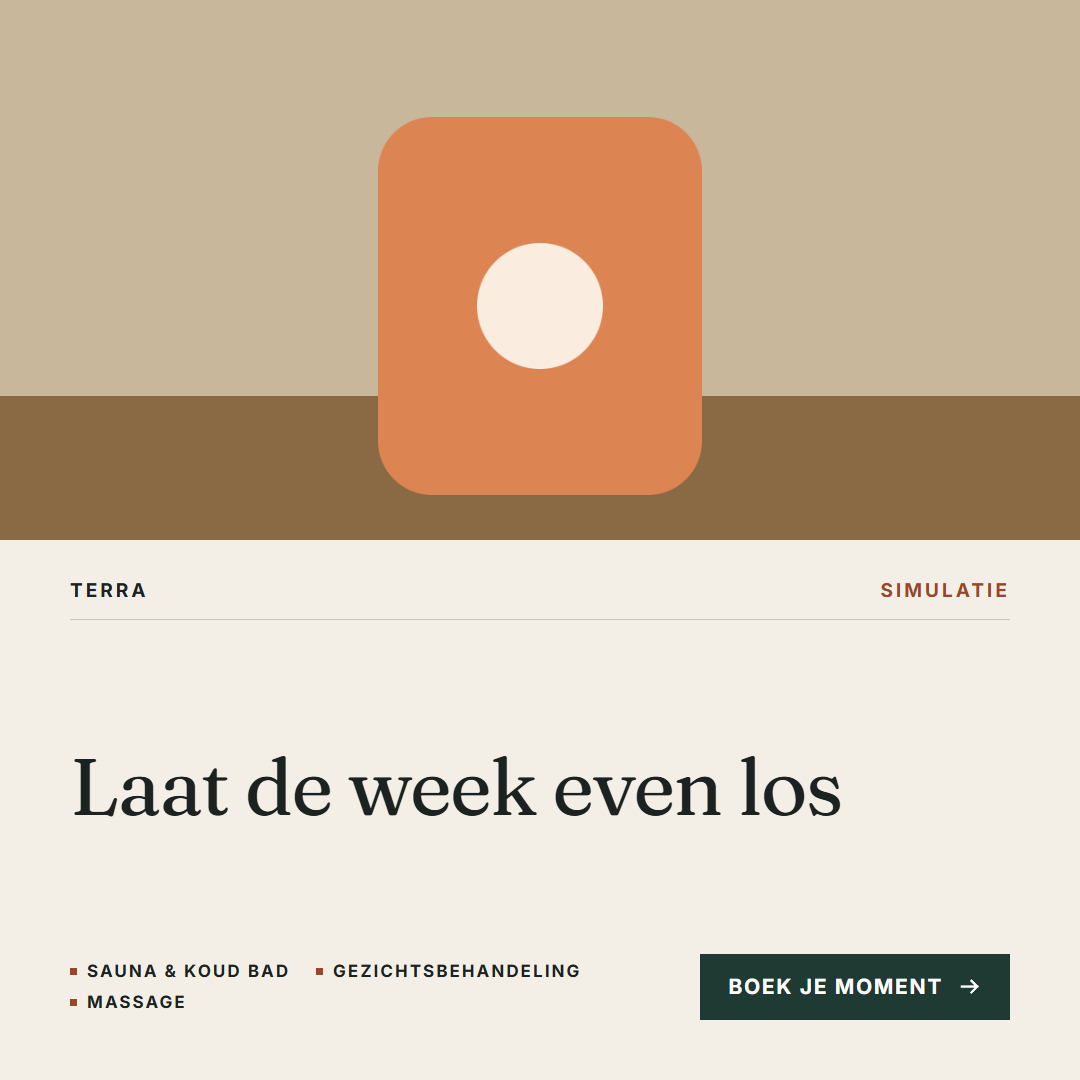 TERRA
SIMULATIE
Laat de week even los
SAUNA & KOUD BAD
GEZICHTSBEHANDELING
MASSAGE
BOEK JE MOMENT →